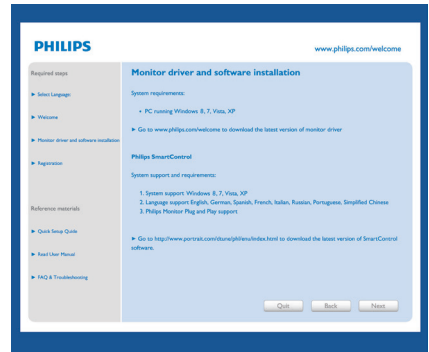 PHILIPS
www.philips.com/welcome
Required steps
Select Language:
Welcome
Monitor driver and software installation
Registration
Reference materials
Quick Setup Quide
Read User Manual
FAQ & Troubleshooting
Monitor driver and software installation
System requirements:
• PC running Windows 8, 7, Vista, XP
Go to www.philips.com/welcome to download the latest version of monitor driver
Philips SmartControl
System support and requirements:
1. System support Windows 8, 7, Vista, XP
2. Language support English, German, Spanish, French, Italian, Russian, Portuguese, Simplified Chinese
3. Philips Monitor Plug and Play support
Go to http://www.portrait.com/dtune/phl/enu/index.html to download the latest version of SmartControl
software.
Quit
Back
Next